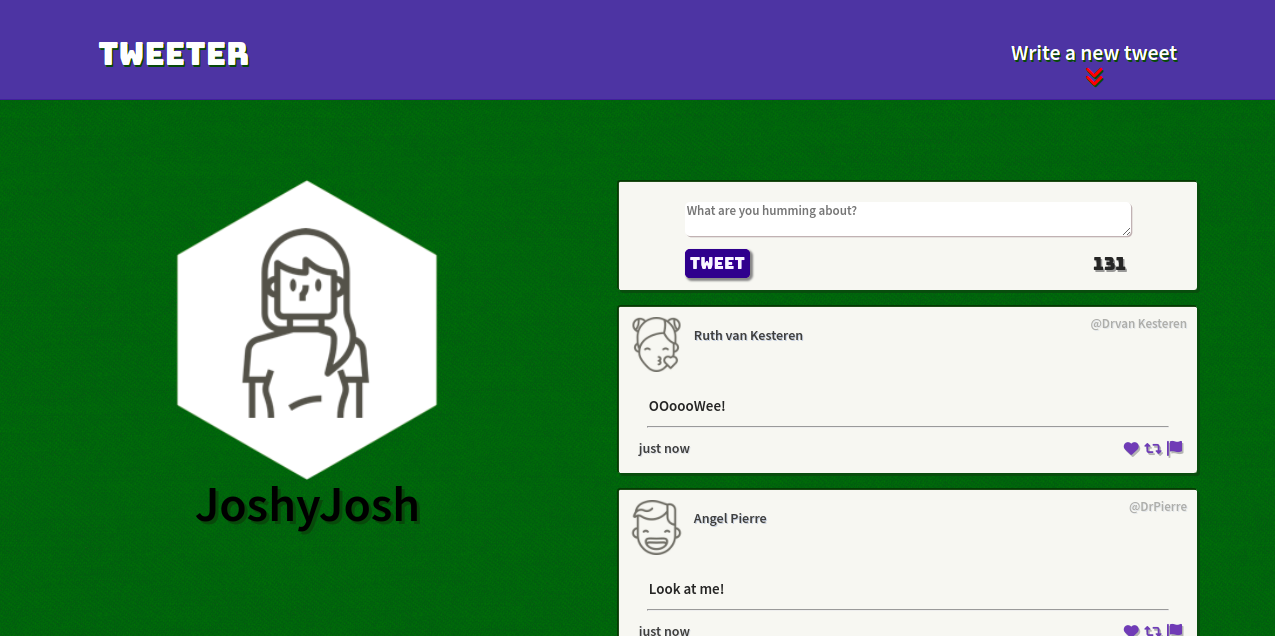 TWEETER
Write a new tweet
What are you humming about?
TWEET
131
Ruth van Kesteren
@Drvan Kesteren
OOoooWee!
just now
JoshyJosh
Angel Pierre
@DrPierre
Look at me!
just now